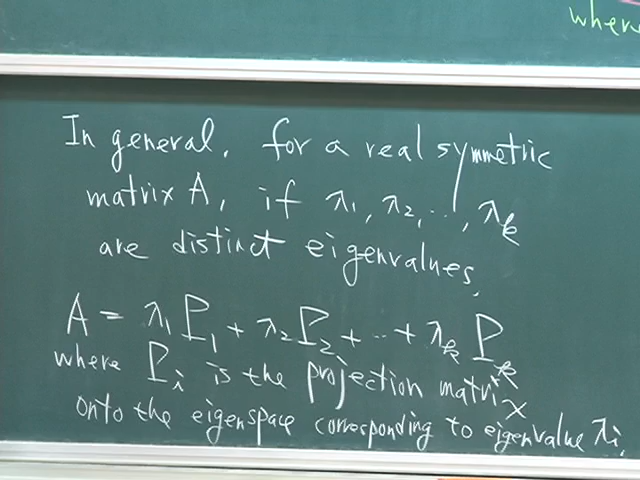 where
In general, for a real symmetric
matrix A, if λ1, λ2, ..., λk
are distinct eigenvalues,
A = λ1 P1 + λ2 P2 + ... + λk Pk
where Pi is the projection matrix
onto the eigenspace corresponding to eigenvalue λi.